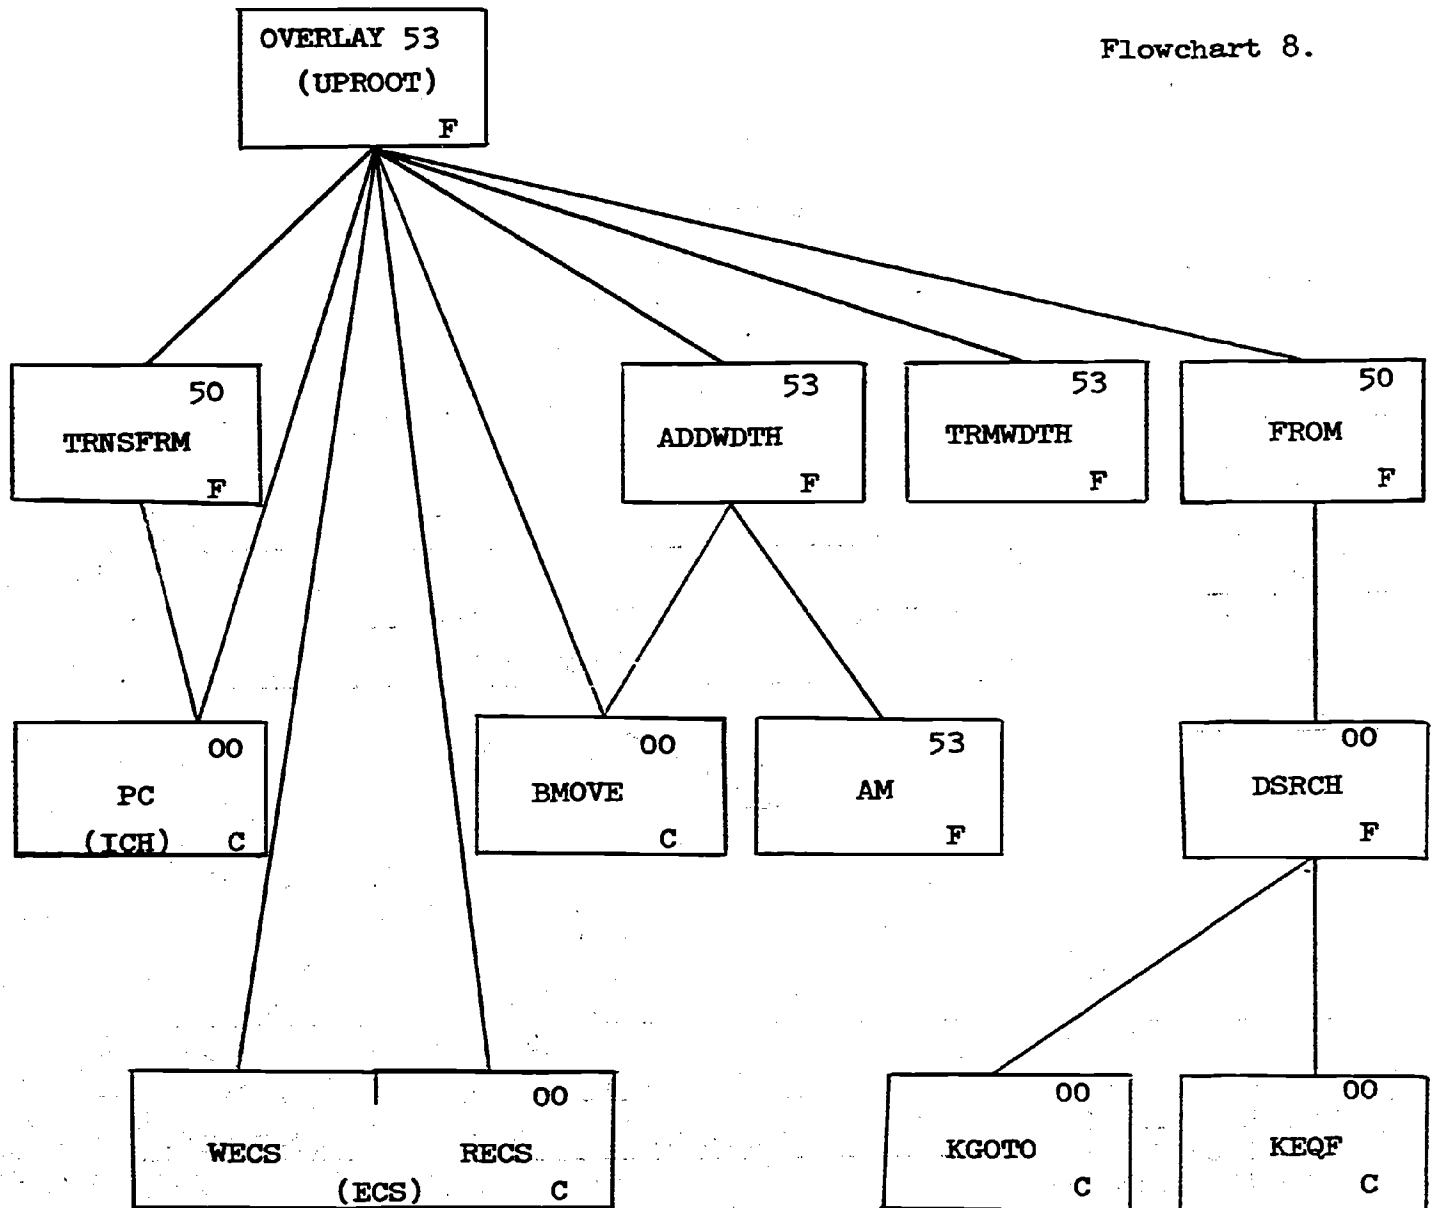 Flowchart 8.
OVERLAY 53
(UPROOT)
F
50
TRNSFRM
F
53
ADDWDTH
F
53
TRMWDTH
F
50
FROM
F
00
PC
(ICH) C
00
BMOVE
C
53
AM
F
00
DSRCH
F
00
WECS RECS
(ECS) C
00
KGOTO
C
00
KEQF
C